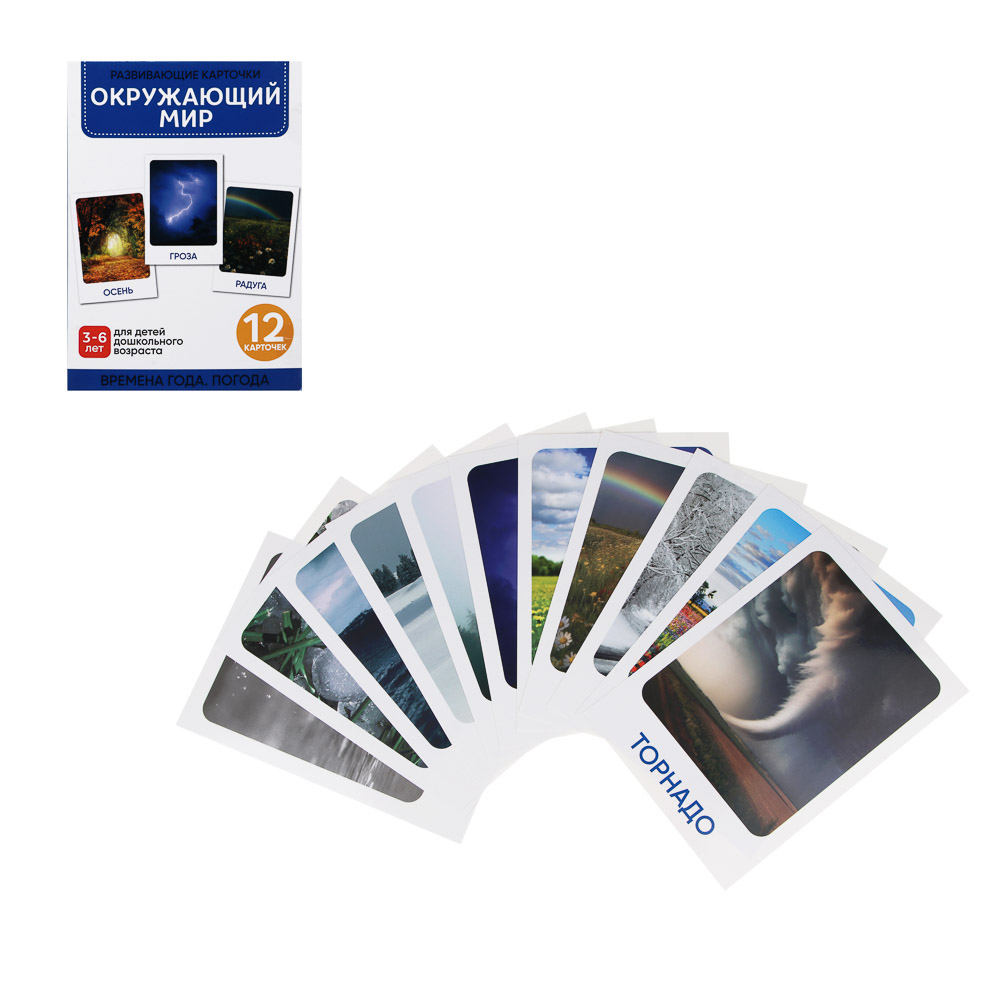 РАЗВИВАЮЩИЕ КАРТОЧКИ
ОКРУЖАЮЩИЙ
МИР
ГРОЗА
ОСЕНЬ
РАДУГА
3-6
ЛЕТ
ДЛЯ ДЕТЕЙ
ДОШКОЛЬНОГО
ВОЗРАСТА
12
КАРТОЧЕК
ВРЕМЕНА ГОДА. ПОГОДА
ТОРНАДО